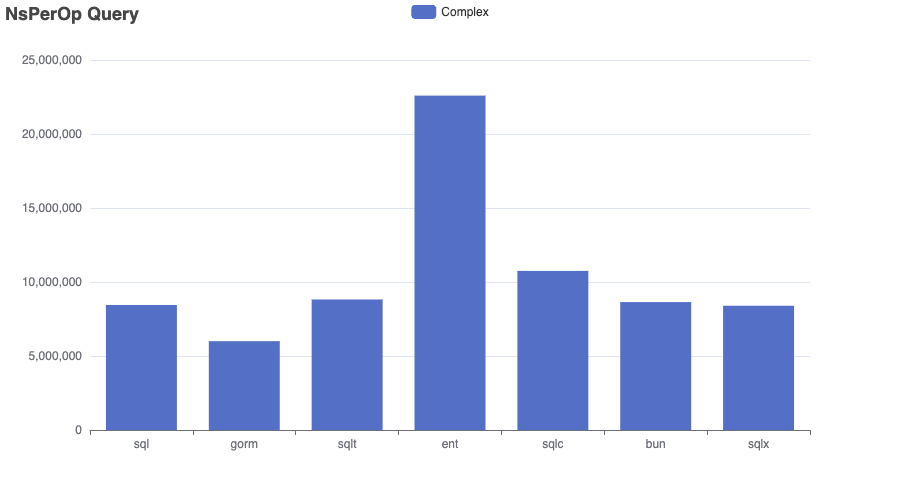 NsPerOp Query
Complex
25,000,000
20,000,000
15,000,000
10,000,000
5,000,000
0
sql gorm sqlt ent sqlc bun sqlx